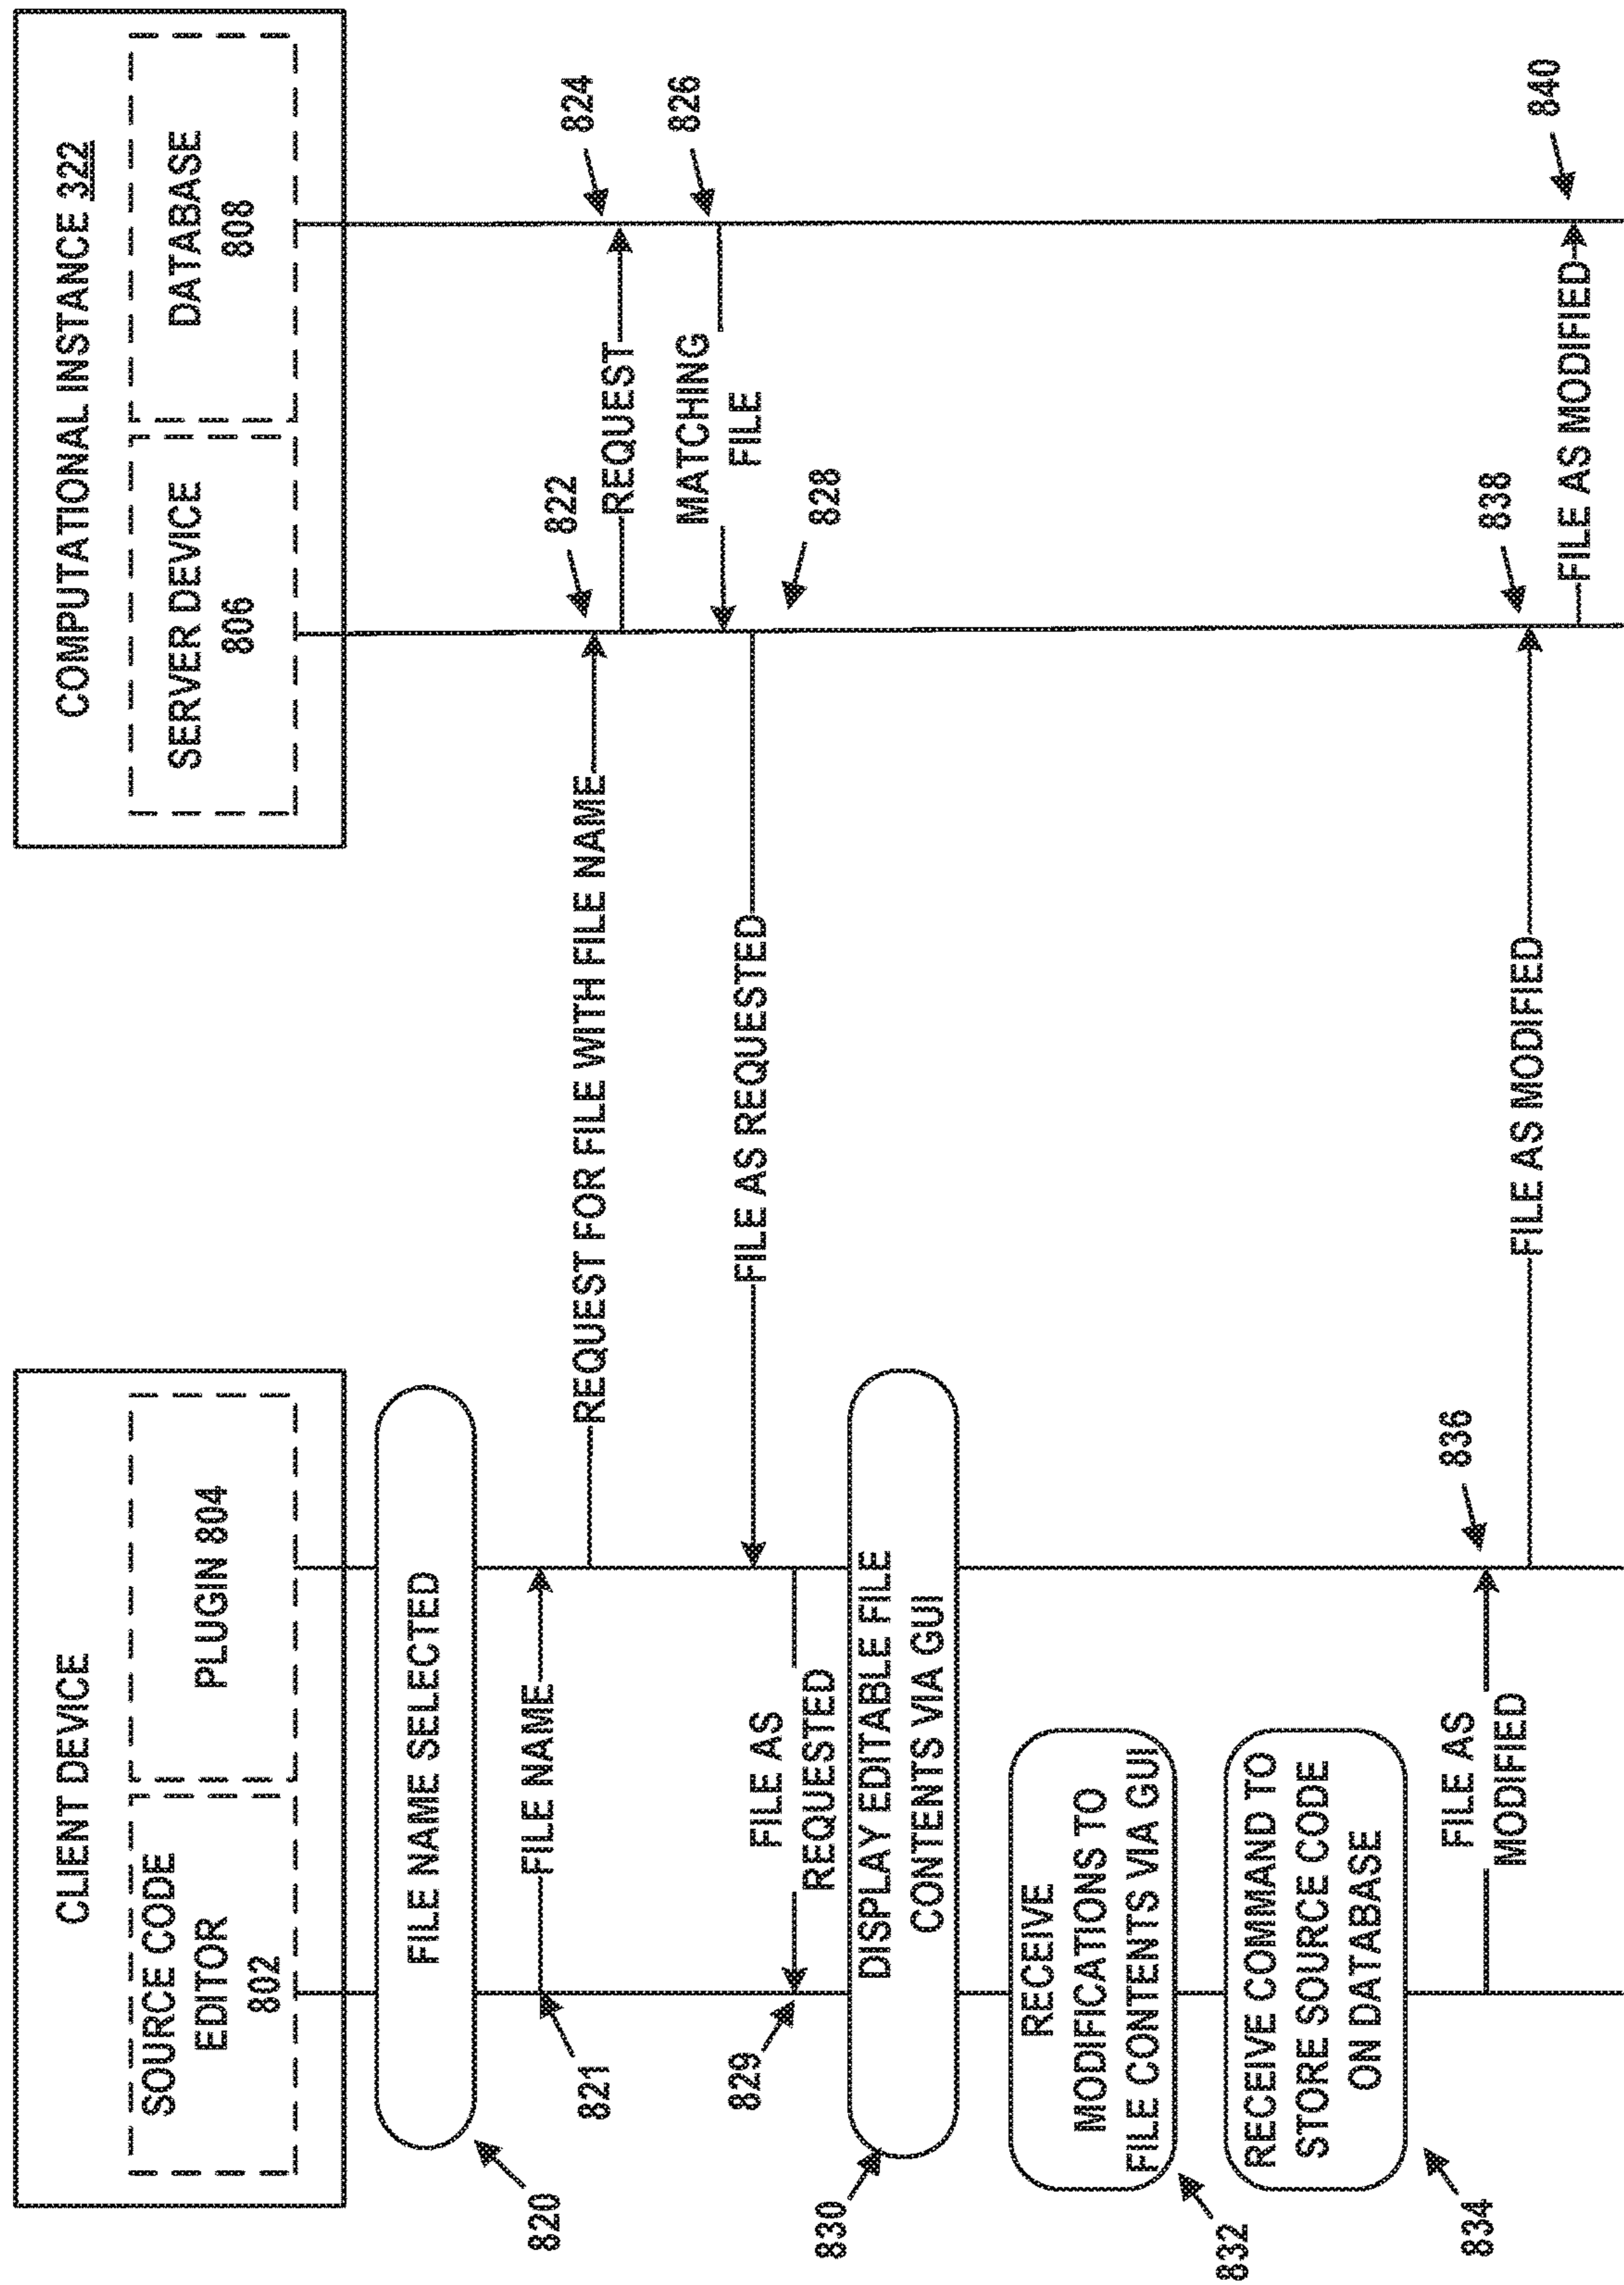 CLIENT DEVICE
SOURCE CODE
EDITOR
802
PLUGIN 804
COMPUTATIONAL INSTANCE 322
SERVER DEVICE
806
DATABASE
808
820
FILE NAME SELECTED
821
FILE NAME
REQUEST FOR FILE WITH FILE NAME
822
REQUEST
824
826
MATCHING
FILE
828
FILE AS REQUESTED
829
FILE AS
REQUESTED
830
DISPLAY EDITABLE FILE
CONTENTS VIA GUI
832
RECEIVE
MODIFICATIONS TO
FILE CONTENTS VIA GUI
834
RECEIVE COMMAND TO
STORE SOURCE CODE
ON DATABASE
FILE AS
MODIFIED
836
FILE AS MODIFIED
838
FILE AS MODIFIED
840